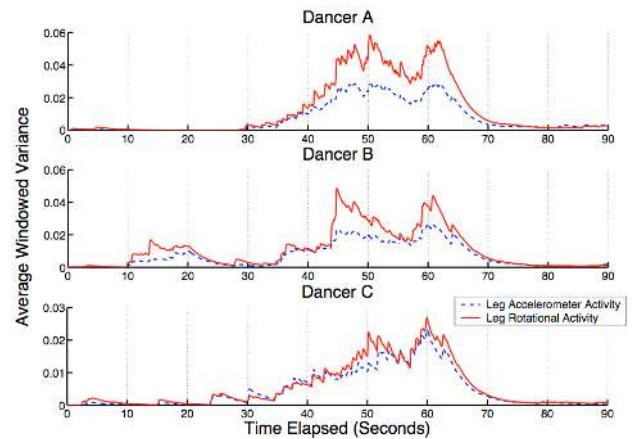 Dancer A
0.06
0.04
0.02
0
0 10 20 30 40 50 60 70 80 90
Dancer B
0.06
0.04
0.02
0
0 10 20 30 40 50 60 70 80 90
Dancer C
0.03
0.02
0.01
0
0 10 20 30 40 50 60 70 80 90
Average Windowed Variance
Leg Accelerometer Activity
Leg Rotational Activity
Time Elapsed (Seconds)